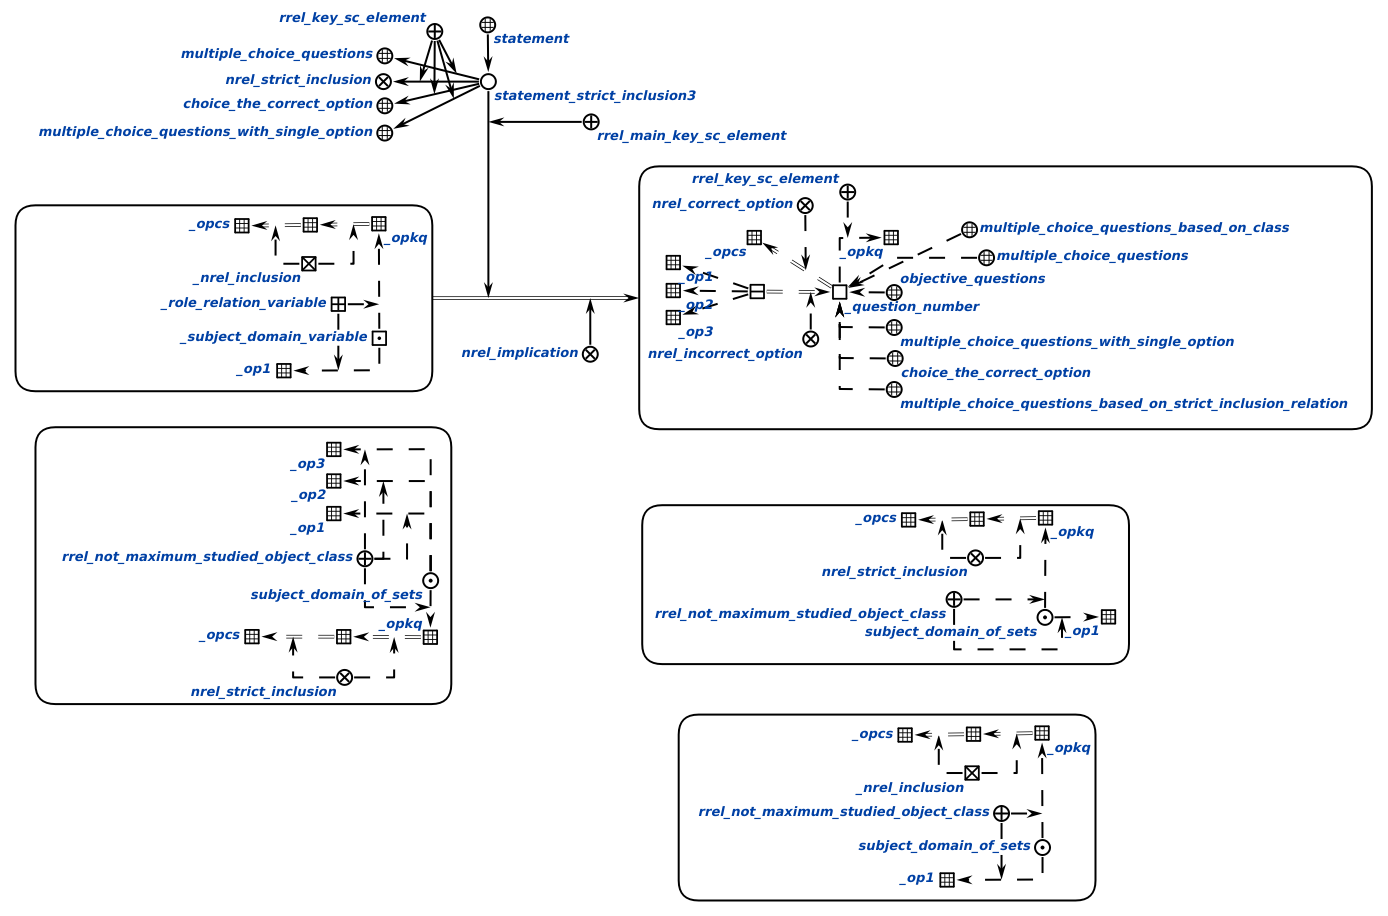 rrel_key_sc_element
statement
multiple_choice_questions
nrel_strict_inclusion
statement_strict_inclusion3
choice_the_correct_option
multiple_choice_questions_with_single_option
rrel_main_key_sc_element
_opcs
_opkq
_nrel_inclusion
_role_relation_variable
_subject_domain_variable
_op1
nrel_implication
rrel_key_sc_element
nrel_correct_option
multiple_choice_questions_based_on_class
_opcs
_opkq
multiple_choice_questions
_op1
objective_questions
_op2
_question_number
_op3
multiple_choice_questions_with_single_option
nrel_incorrect_option
choice_the_correct_option
multiple_choice_questions_based_on_strict_inclusion_relation
_op3
_op2
_op1
rrel_not_maximum_studied_object_class
subject_domain_of_sets
_opkq
_opcs
nrel_strict_inclusion
_opcs
_opkq
nrel_strict_inclusion
rrel_not_maximum_studied_object_class
subject_domain_of_sets
_op1
_opcs
_opkq
_nrel_inclusion
rrel_not_maximum_studied_object_class
subject_domain_of_sets
_op1